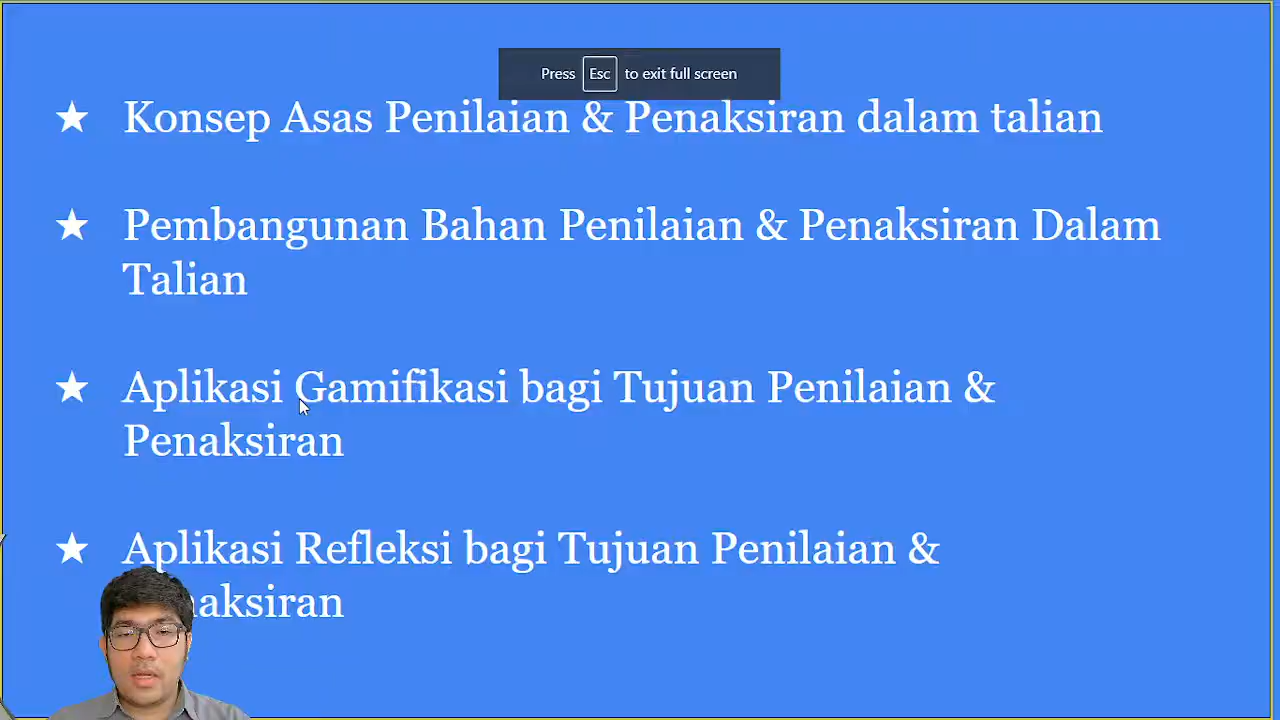 Press Esc to exit full screen
★ Konsep Asas Penilaian & Penaksiran dalam talian
★ Pembangunan Bahan Penilaian & Penaksiran Dalam
Talian
★ Aplikasi Gamifikasi bagi Tujuan Penilaian &
Penaksiran
★ Aplikasi Refleksi bagi Tujuan Penilaian &
naksiran